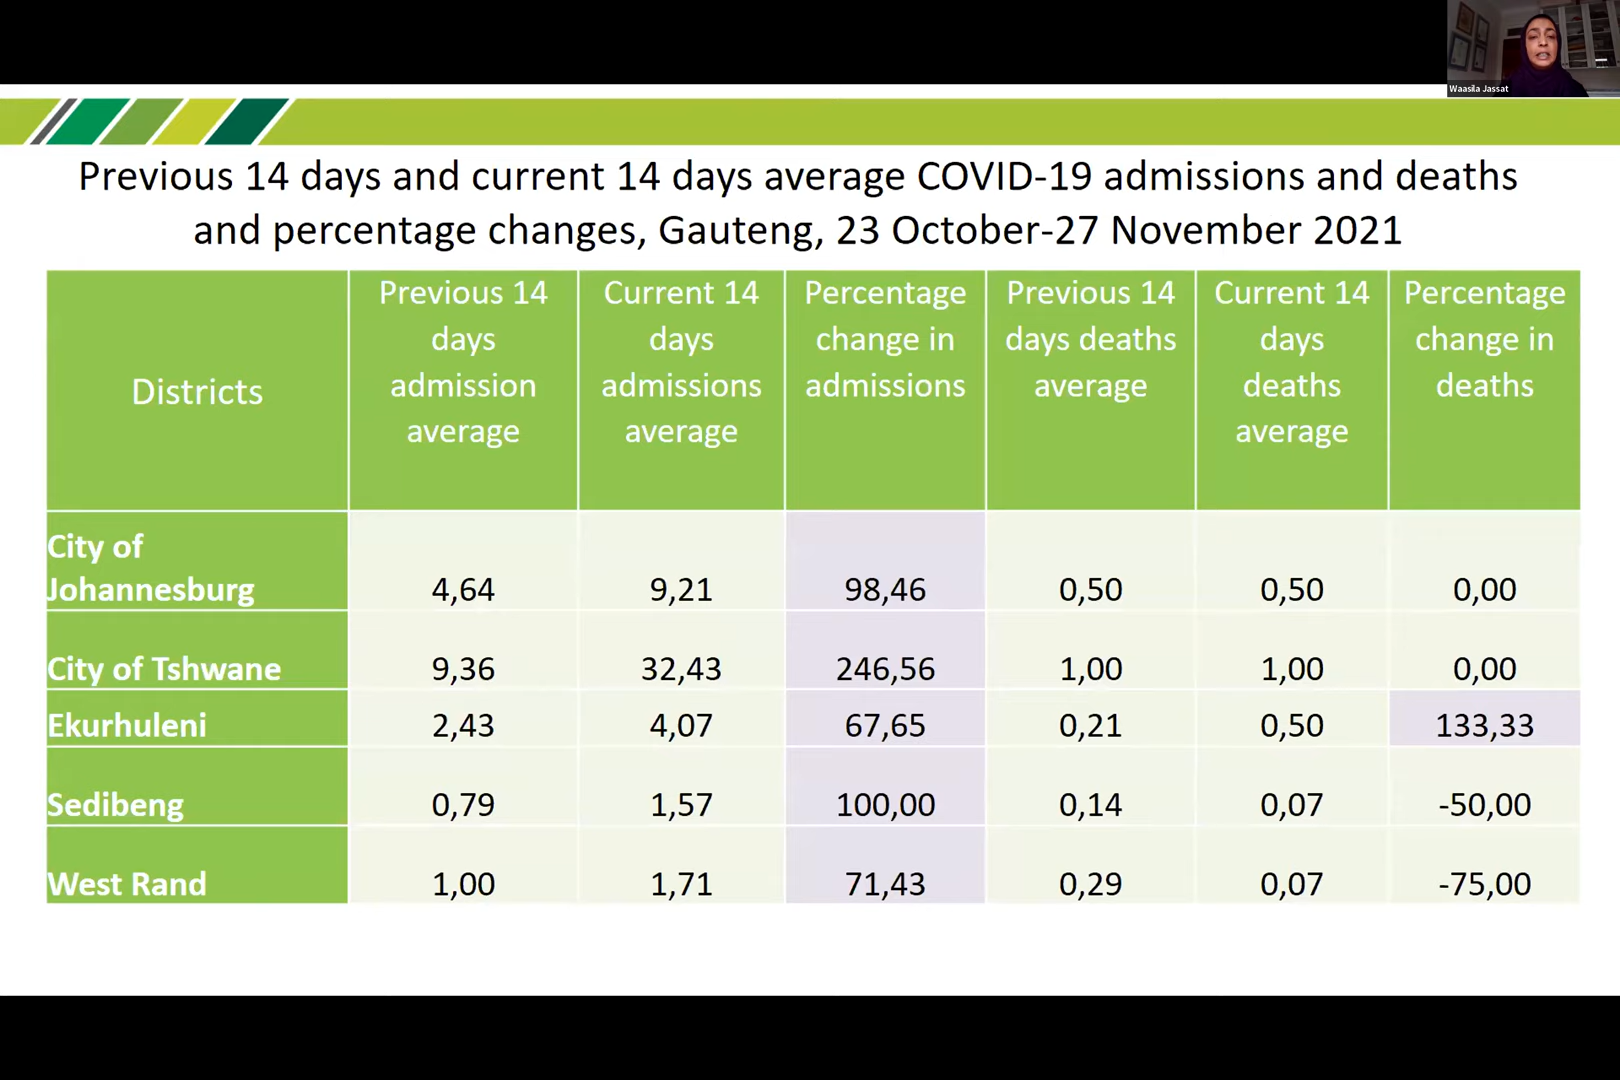 Waasila Jassat
Previous 14 days and current 14 days average COVID-19 admissions and deaths
and percentage changes, Gauteng, 23 October-27 November 2021
Districts
Previous 14
days
admission
average
Current 14
days
admissions
average
Percentage
change in
admissions
Previous 14
days deaths
average
Current 14
days
deaths
average
Percentage
change in
deaths
City of
Johannesburg 4,64 9,21 98,46 0,50 0,50 0,00
City of Tshwane 9,36 32,43 246,56 1,00 1,00 0,00
Ekurhuleni 2,43 4,07 67,65 0,21 0,50 133,33
Sedibeng 0,79 1,57 100,00 0,14 0,07 -50,00
West Rand 1,00 1,71 71,43 0,29 0,07 -75,00